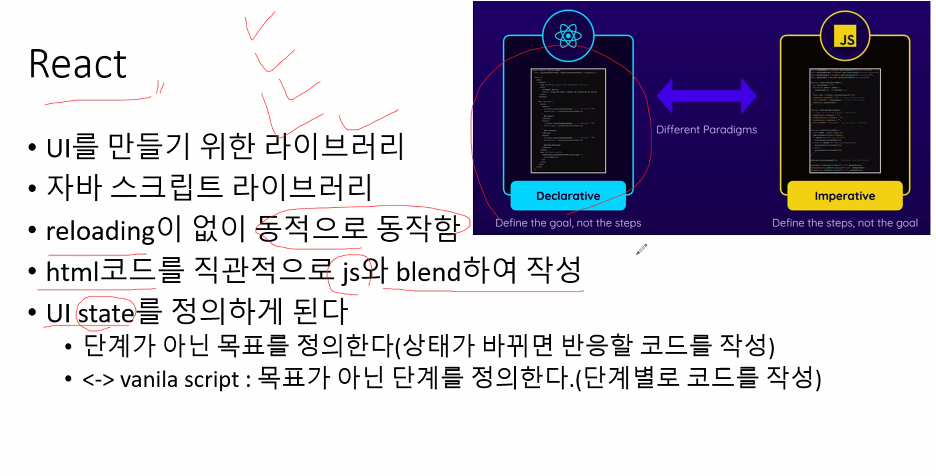 React
• UI를 만들기 위한 라이브러리
• 자바 스크립트 라이브러리
• reloading이 없이 동적으로 동작함
• html코드를 직관적으로 js와 blend하여 작성
• UI state를 정의하게 된다
• 단계가 아닌 목표를 정의한다(상태가 바뀌면 반응할 코드를 작성)
• <-> vanila script : 목표가 아닌 단계를 정의한다.(단계별로 코드를 작성)
JS
Different Paradigms
Declarative
Imperative
Define the goal, not the steps
Define the steps, not the goal